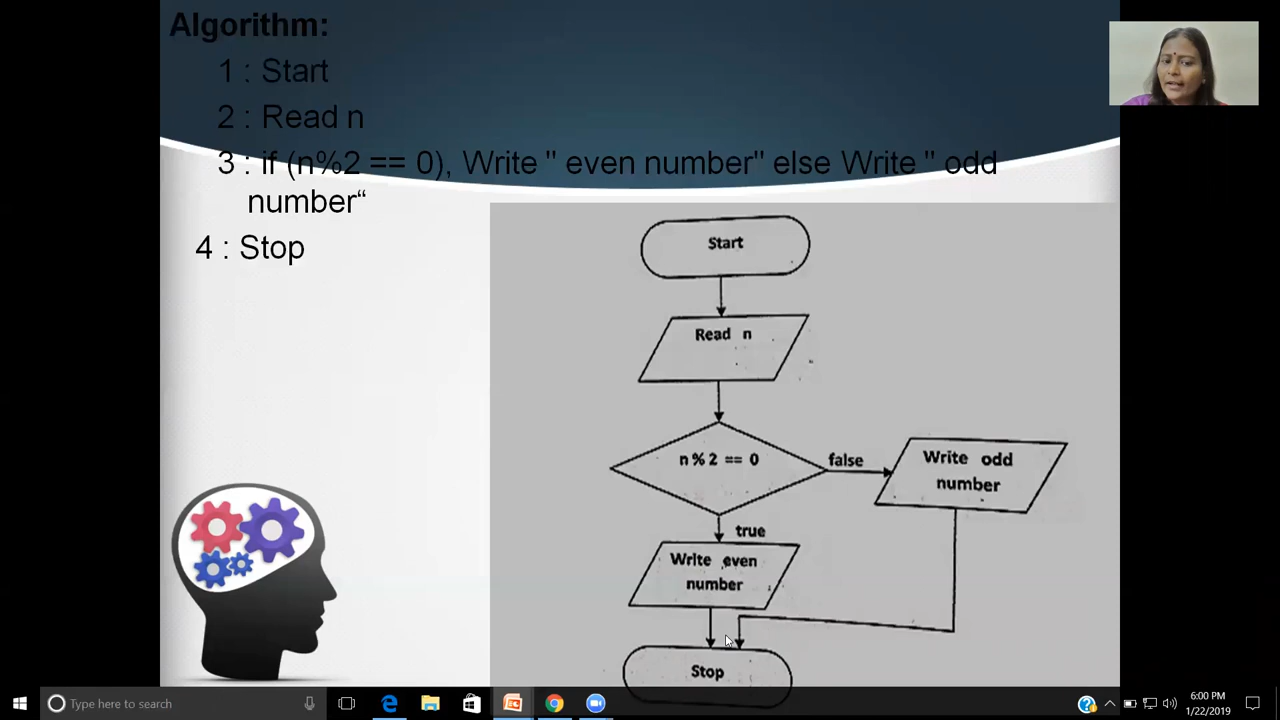 Algorithm:
1 : Start
2 : Read n
3 : if (n%2 == 0), Write " even number" else Write " odd
number“
4 : Stop
Start
Read n
n % 2 == 0
false
Write odd
number
true
Write even
number
Stop
Type here to search
6:00 PM
1/22/2019